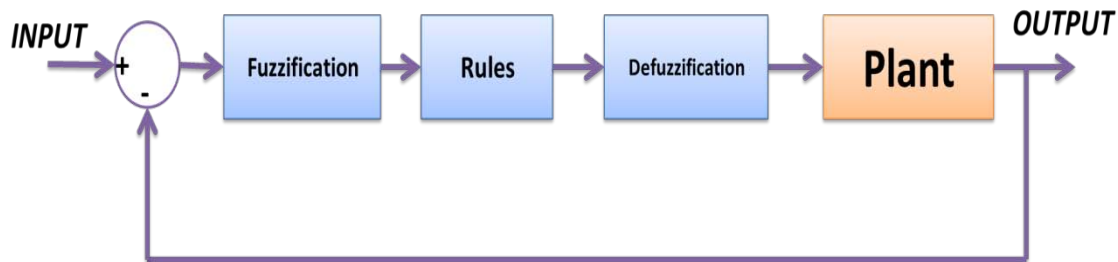 INPUT
+
-
Fuzzification
Rules
Defuzzification
Plant
OUTPUT